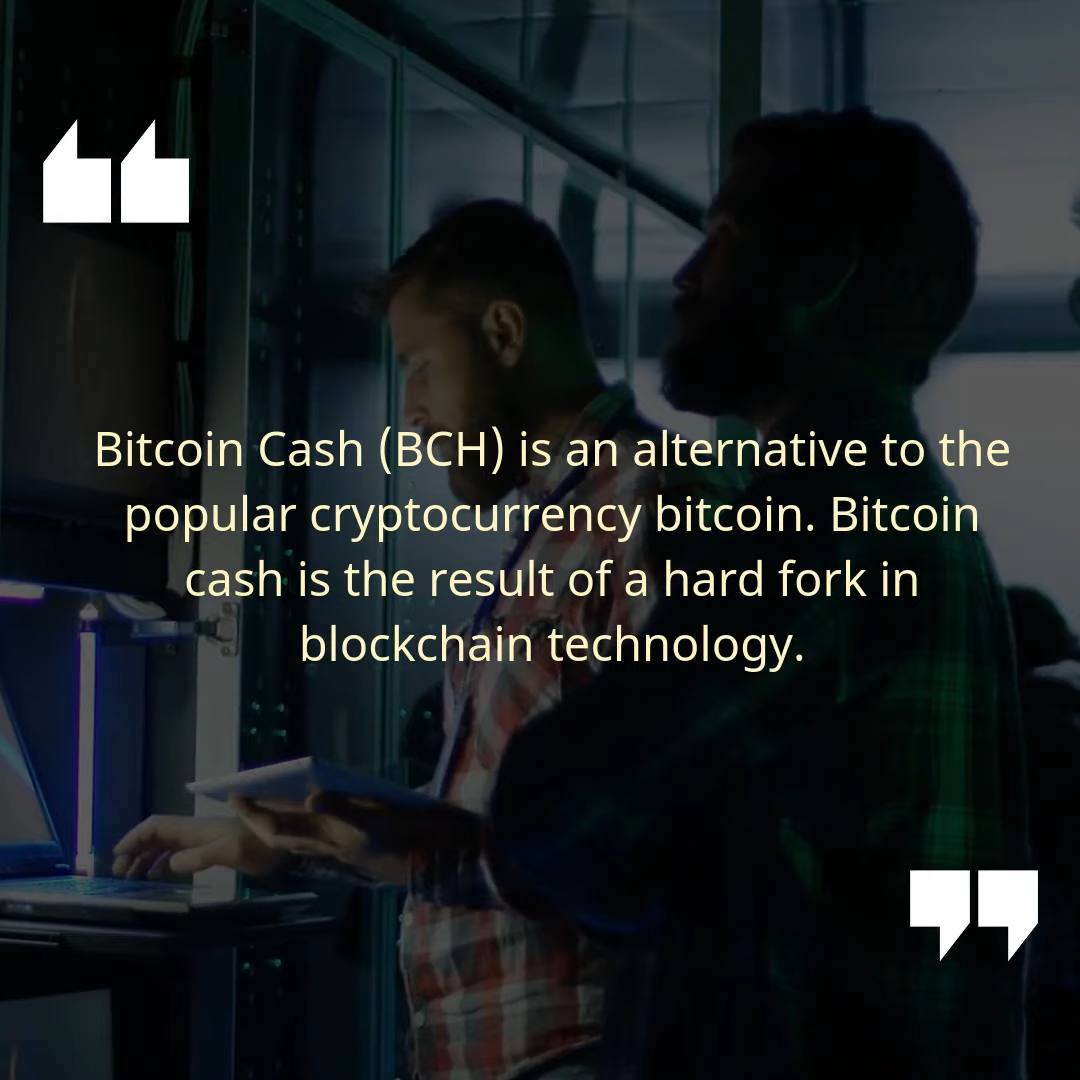 Bitcoin Cash (BCH) is an alternative to the
popular cryptocurrency bitcoin. Bitcoin
cash is the result of a hard fork in
blockchain technology.